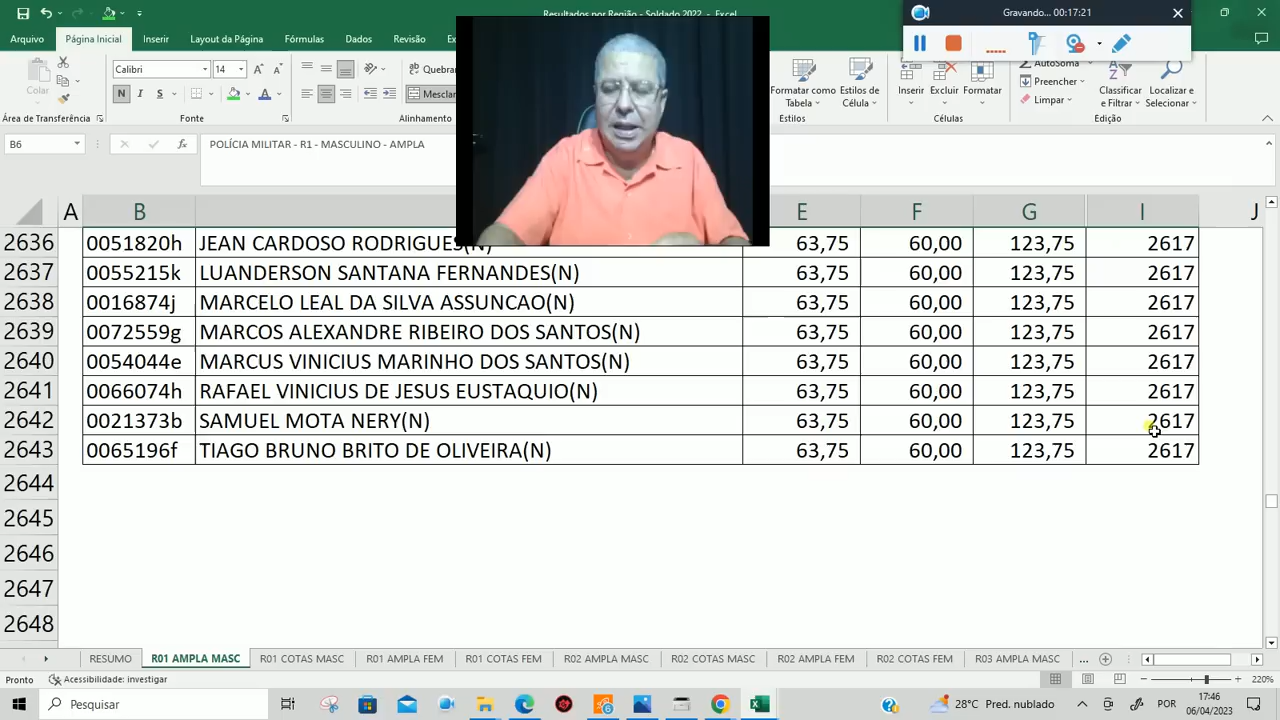 Resultados por Região - Soldado 2022 - Excel
Gravando... 00:17:21
Arquivo Página Inicial Inserir Layout da Página Fórmulas Dados Revisão
Colar
Calibri 14
N I S
Quebrar
Mesclar
Formatar como Tabela
Estilos de Célula
Inserir Excluir Formatar
AutoSoma
Preencher
Limpar
Classificar e Filtrar
Localizar e Selecionar
Área de Transferência Fonte Alinhamento Estilos Células Edição
B6 fx POLÍCIA MILITAR - R1 - MASCULINO - AMPLA
A B E F G I J
2636 0051820h JEAN CARDOSO RODRIGUES(N) 63,75 60,00 123,75 2617
2637 0055215k LUANDERSON SANTANA FERNANDES(N) 63,75 60,00 123,75 2617
2638 0016874j MARCELO LEAL DA SILVA ASSUNCAO(N) 63,75 60,00 123,75 2617
2639 0072559g MARCOS ALEXANDRE RIBEIRO DOS SANTOS(N) 63,75 60,00 123,75 2617
2640 0054044e MARCUS VINICIUS MARINHO DOS SANTOS(N) 63,75 60,00 123,75 2617
2641 0066074h RAFAEL VINICIUS DE JESUS EUSTAQUIO(N) 63,75 60,00 123,75 2617
2642 0021373b SAMUEL MOTA NERY(N) 63,75 60,00 123,75 2617
2643 0065196f TIAGO BRUNO BRITO DE OLIVEIRA(N) 63,75 60,00 123,75 2617
2644
2645
2646
2647
2648
RESUMO R01 AMPLA MASC R01 COTAS MASC R01 AMPLA FEM R01 COTAS FEM R02 AMPLA MASC R02 COTAS MASC R02 AMPLA FEM R02 COTAS FEM R03 AMPLA MASC ...
Pronto Acessibilidade: investigar 220%
Pesquisar 28°C Pred. nublado POR 17:46
06/04/2023